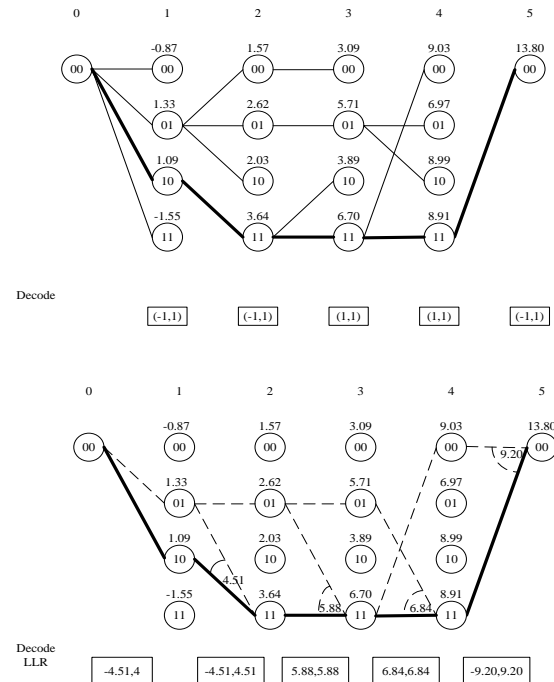 0 1 2 3 4 5
-0.87 1.57 3.09 9.03 13.80
00 00 00 00 00 00
1.33 2.62 5.71 6.97
01 01 01 01
1.09 2.03 3.89 8.99
10 10 10 10
-1.55 3.64 6.70 8.91
11 11 11 11
Decode
(-1,1) (-1,1) (1,1) (1,1) (-1,1)
0 1 2 3 4 5
-0.87 1.57 3.09 9.03 13.80
00 00 00 00 00 00
9.20
1.33 2.62 5.71 6.97
01 01 01 01
1.09 2.03 3.89 8.99
10 10 10 10
4.51
-1.55 3.64 6.70 8.91
5.88 6.84
11 11 11 11
Decode
LLR
-4.51,4 -4.51,4.51 5.88,5.88 6.84,6.84 -9.20,9.20